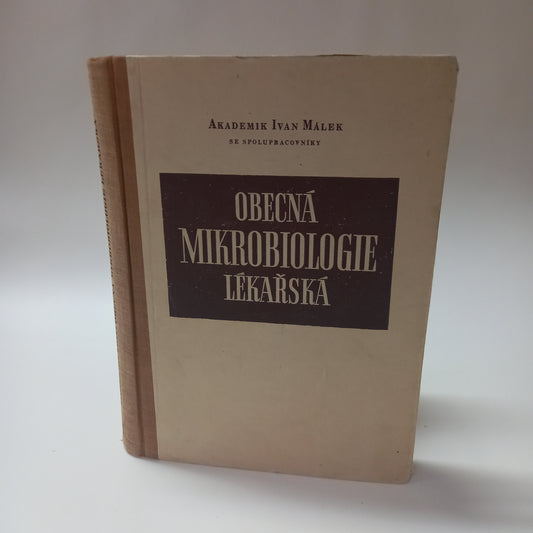 Akademik Ivan Málek
se spolupracovníky
OBECNÁ
MIKROBIOLOGIE
LÉKAŘSKÁ